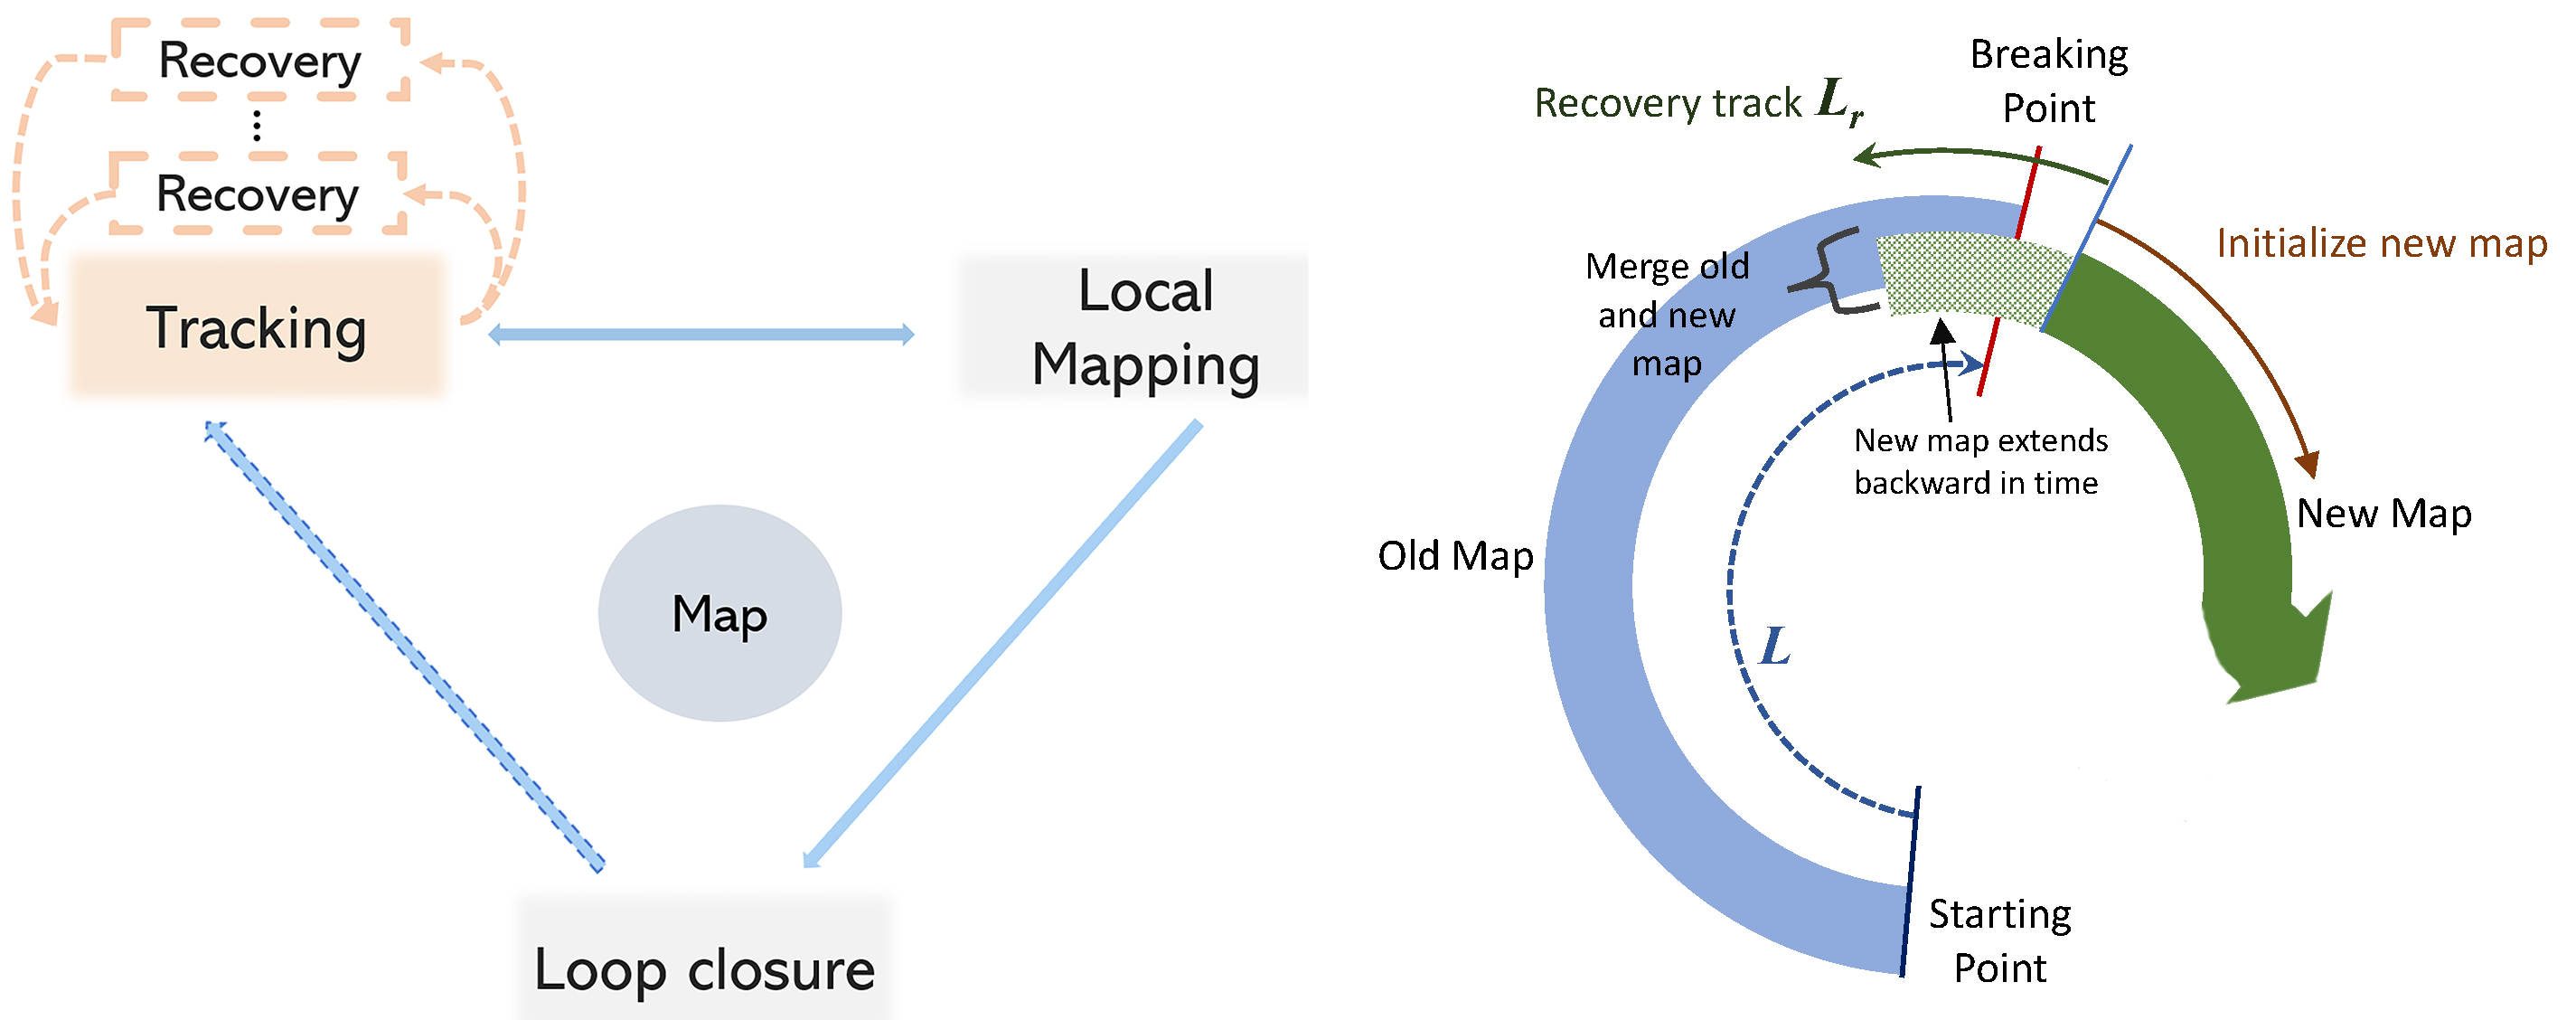 Recovery
Recovery
Tracking
Local
Mapping
Map
Loop closure
Breaking
Point
Recovery track Lr
Initialize new map
Merge old
and new
map
New map extends
backward in time
New Map
Old Map
L
Starting
Point